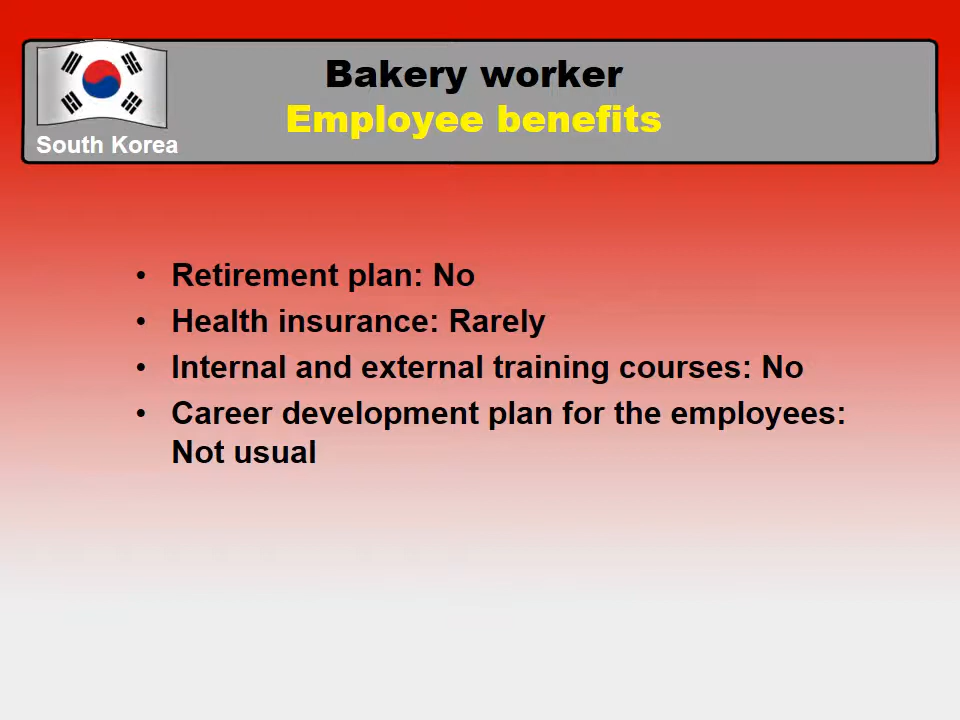 Bakery worker
Employee benefits
South Korea
• Retirement plan: No
• Health insurance: Rarely
• Internal and external training courses: No
• Career development plan for the employees:
Not usual